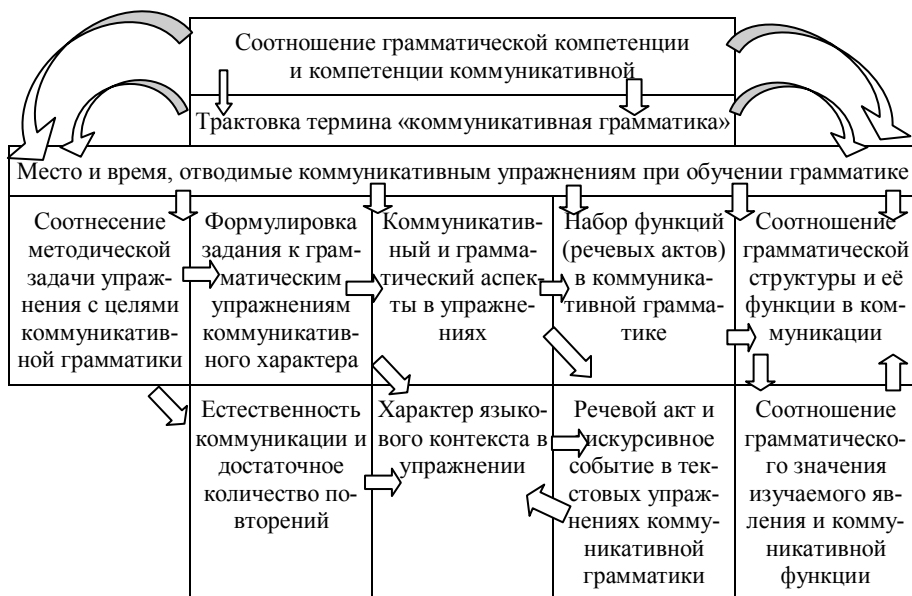 Соотношение грамматической компетенции
и компетенции коммуникативной
Трактовка термина «коммуникативная грамматика»
Место и время, отводимые коммуникативным упражнениям при обучении грамматике
Соотнесение
методической
задачи упраж-
нения с целями
коммуникатив-
ной грамматики
Формулировка
задания к грам-
матическим
упражнениям
коммуникатив-
ного характера
Коммуникатив-
ный и грамма-
тический аспек-
ты в упражне-
ниях
Набор функций
(речевых актов)
в коммуника-
тивной грамма-
тике
Соотношение
грамматической
структуры и её
функции в ком-
муникации
Естественность
коммуникации и
достаточное
количество по-
вторений
Характер языко-
вого контекста в
упражнении
Речевой акт и
дискурсивное
событие в тек-
стовых упраж-
нениях комму-
никативной
грамматики
Соотношение
грамматическо-
го значения
изучаемого яв-
ления и комму-
никативной
функции